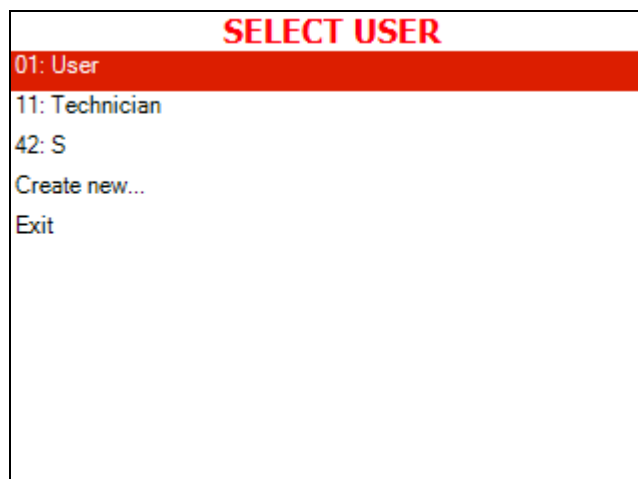 SELECT USER
01: User
11: Technician
42: S
Create new...
Exit